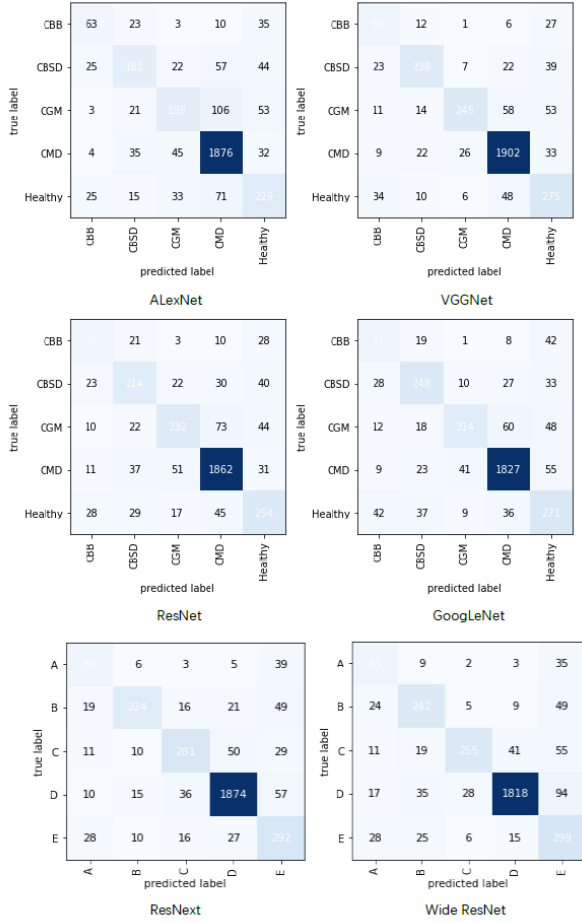 CBB 63 23 3 10 35
CBSD 25 181 22 57 44
CGM 3 21 198 106 53
CMD 4 35 45 1876 32
Healthy 25 15 33 71 229
true label
CBB CBSD CGM CMD Healthy
predicted label
ALexNet
CBB 12 1 6 27
CBSD 23 238 7 22 39
CGM 11 14 245 58 53
CMD 9 22 26 1902 33
Healthy 34 10 6 48 275
true label
CBB CBSD CGM CMD Healthy
predicted label
VGGNet
CBB 72 21 3 10 28
CBSD 23 214 22 30 40
CGM 10 22 232 73 44
CMD 11 37 51 1862 31
Healthy 28 29 17 45 254
true label
CBB CBSD CGM CMD Healthy
predicted label
ResNet
CBB 91 19 1 8 42
CBSD 28 248 10 27 33
CGM 12 18 214 60 48
CMD 9 23 41 1827 55
Healthy 42 37 9 36 271
true label
CBB CBSD CGM CMD Healthy
predicted label
GoogLeNet
A 81 6 3 5 39
B 19 224 16 21 49
C 11 10 281 50 29
D 10 15 36 1874 57
E 28 10 16 27 292
true label
A B C D E
predicted label
ResNext
A 9 2 3 35
B 24 242 5 9 49
C 11 19 255 41 55
D 17 35 28 1818 94
E 28 25 6 15 299
true label
A B C D E
predicted label
Wide ResNet